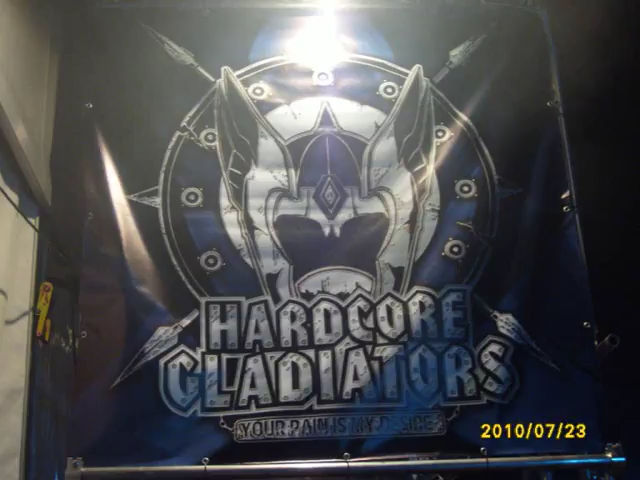 HARDCORE
GLADIATORS
YOUR PAIN IS MY DESIRE
2010/07/23